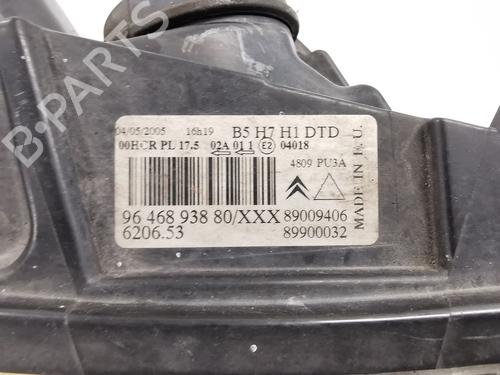 04/05/2005 16h19 B5 H7 H1 DTD
00HCR PL 17.5 02A 01 1 E2 04018
4809 PU3A
96 468 938 80/XXX 89009406
6206.53 89900032
MADE IN E.U.
B-PARTS